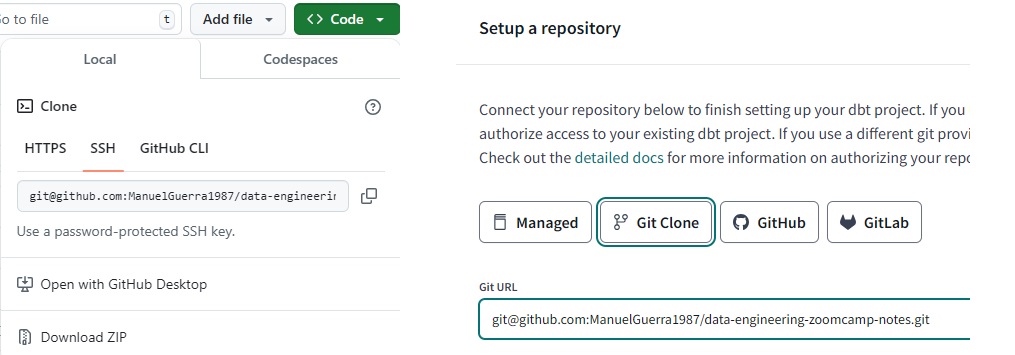 to file
t
Add file
<> Code
Local
Codespaces
Clone
HTTPS
SSH
GitHub CLI
git@github.com:ManuelGuerra1987/data-engineerin
Use a password-protected SSH key.
Open with GitHub Desktop
Download ZIP
Setup a repository
Connect your repository below to finish setting up your dbt project. If you
authorize access to your existing dbt project. If you use a different git provi
Check out the detailed docs for more information on authorizing your repo
Managed
Git Clone
GitHub
GitLab
Git URL
git@github.com:ManuelGuerra1987/data-engineering-zoomcamp-notes.git